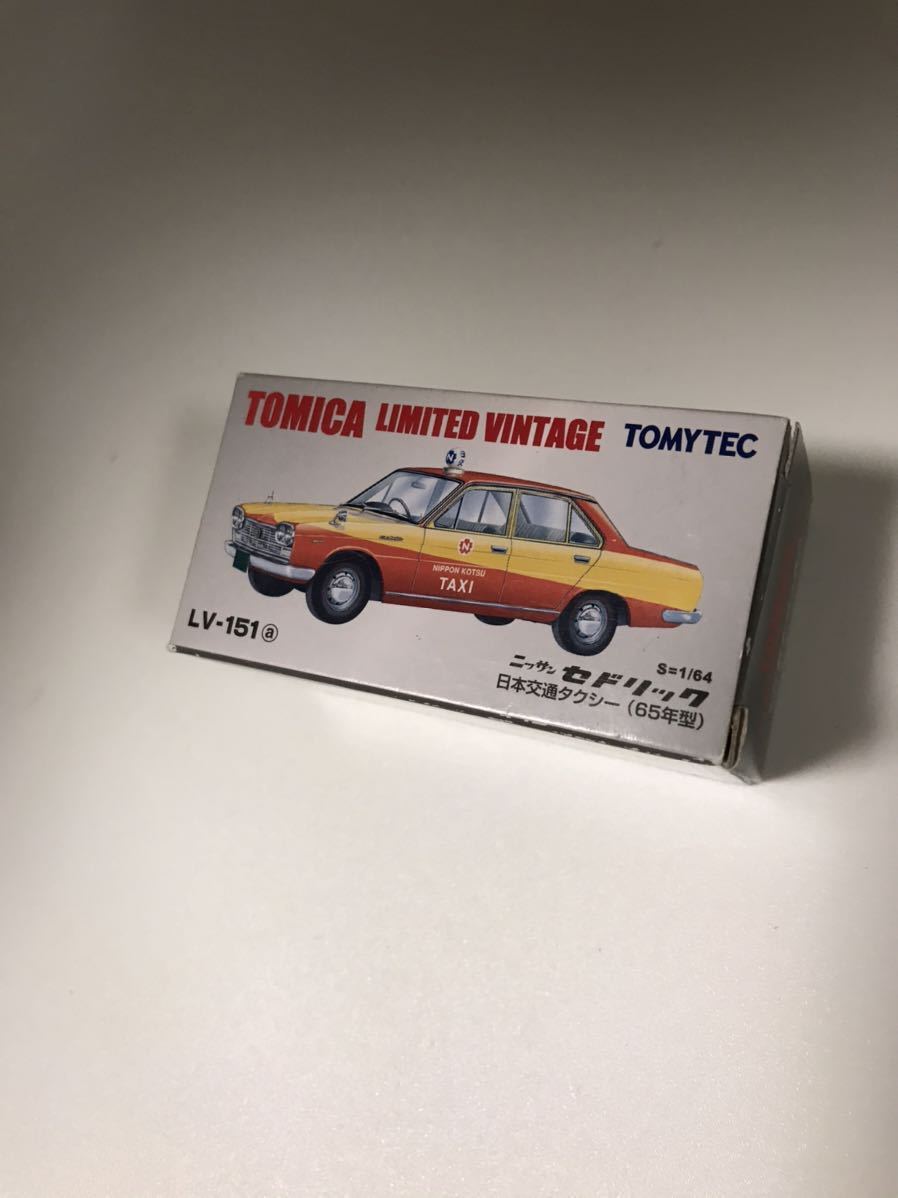 TOMICA LIMITED VINTAGE TOMYTEC
N
NIPPON KOTSU
TAXI
LV-151ⓐ
S=1/64
ニッサン セドリック
日本交通タクシー (65年型)